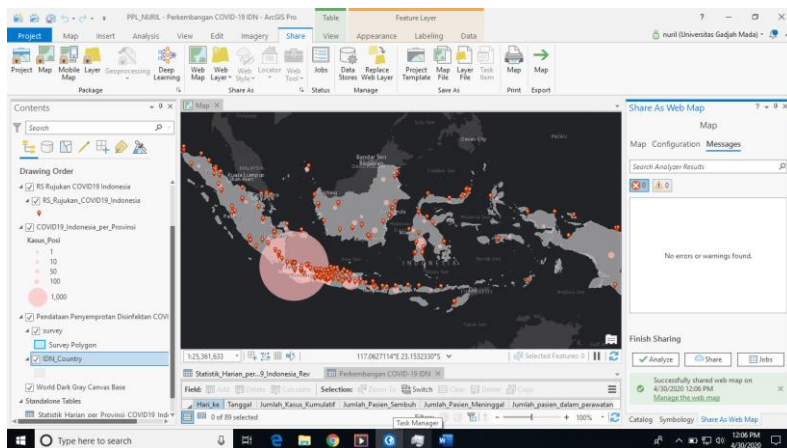 PPL_NURIL - Perkembangan COVID-19 IDN - ArcGIS Pro
Table
Feature Layer
?
Project
Map
Insert
Analysis
View
Edit
Imagery
Share
View
Appearance
Labeling
Data
nuril (Universitas Gadjah Mada)
Project
Map
Mobile Map
Layer
Geoprocessing
Deep Learning
Web Map
Web Layer
Web Style
Locator
Web Tool
Jobs
Data Stores
Replace Web Layer
Project Template
Map File
Layer File
Task Item
Map
Map
Package
Share As
Status
Manage
Save As
Print
Export
Contents
Search
Drawing Order
RS Rujukan COVID19 Indonesia
RS_Rujukan_COVID19_Indonesia
COVID19_Indonesia_per_Provinsi
Kasus_Posi
1
10
50
100
1,000
Pendataan Penyemprotan Disinfektan COVI
survey
Survey Polygon
IDN_Country
World Dark Gray Canvas Base
Standalone Tables
Statistik Harian per Provinsi COVID19 Ind
Map
MALAYSIA
Kuala Lumpur
Bandar Seri Begawan
Davao City
PALAU
INDONESIA
1:25,361,633
117.0627114°E 23.1532330°S
Selected Features: 0
Statistik_Harian_per...9_Indonesia_Rev
Perkembangan COVID-19 IDN
Field:
Add
Delete
Calculate
Selection:
Zoom To
Switch
Clear
Delete
Copy
Hari_ke
Tanggal
Jumlah_Kasus_Kumulatif
Jumlah_Pasien_Sembuh
Jumlah_Pasien_Meninggal
Jumlah_pasien_dalam_perawatan
0 of 89 selected
Filters:
100%
Task Manager
Share As Web Map
?
Map
Map Configuration Messages
Search Analyzer Results
0
0
No errors or warnings found.
Finish Sharing
Analyze
Share
Jobs
Successfully shared web map on
4/30/2020 12:06 PM
Manage the web map
Catalog
Symbology
Share As Web Map
Type here to search
12:06 PM
4/30/2020